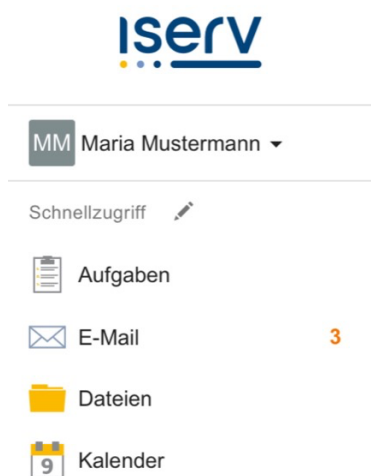 IServ
MM Maria Mustermann
Schnellzugriff
Aufgaben
E-Mail 3
Dateien
9 Kalender